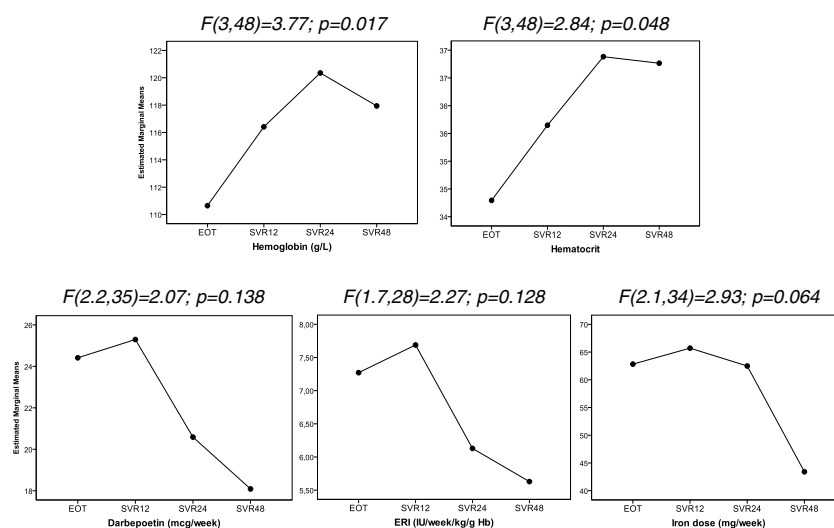 F(3,48)=3.77; p=0.017
F(3,48)=2.84; p=0.048
Estimated Marginal Means
122
120
118
116
114
112
110
EOT SVR12 SVR24 SVR48
Hemoglobin (g/L)
37
37
36
36
35
35
34
EOT SVR12 SVR24 SVR48
Hematocrit
F(2.2,35)=2.07; p=0.138
F(1.7,28)=2.27; p=0.128
F(2.1,34)=2.93; p=0.064
Estimated Marginal Means
26
24
22
20
18
EOT SVR12 SVR24 SVR48
Darbepoetin (mcg/week)
8,00
7,50
7,00
6,50
6,00
5,50
EOT SVR12 SVR24 SVR48
ERI (IU/week/kg/g Hb)
70
65
60
55
50
45
40
EOT SVR12 SVR24 SVR48
Iron dose (mg/week)